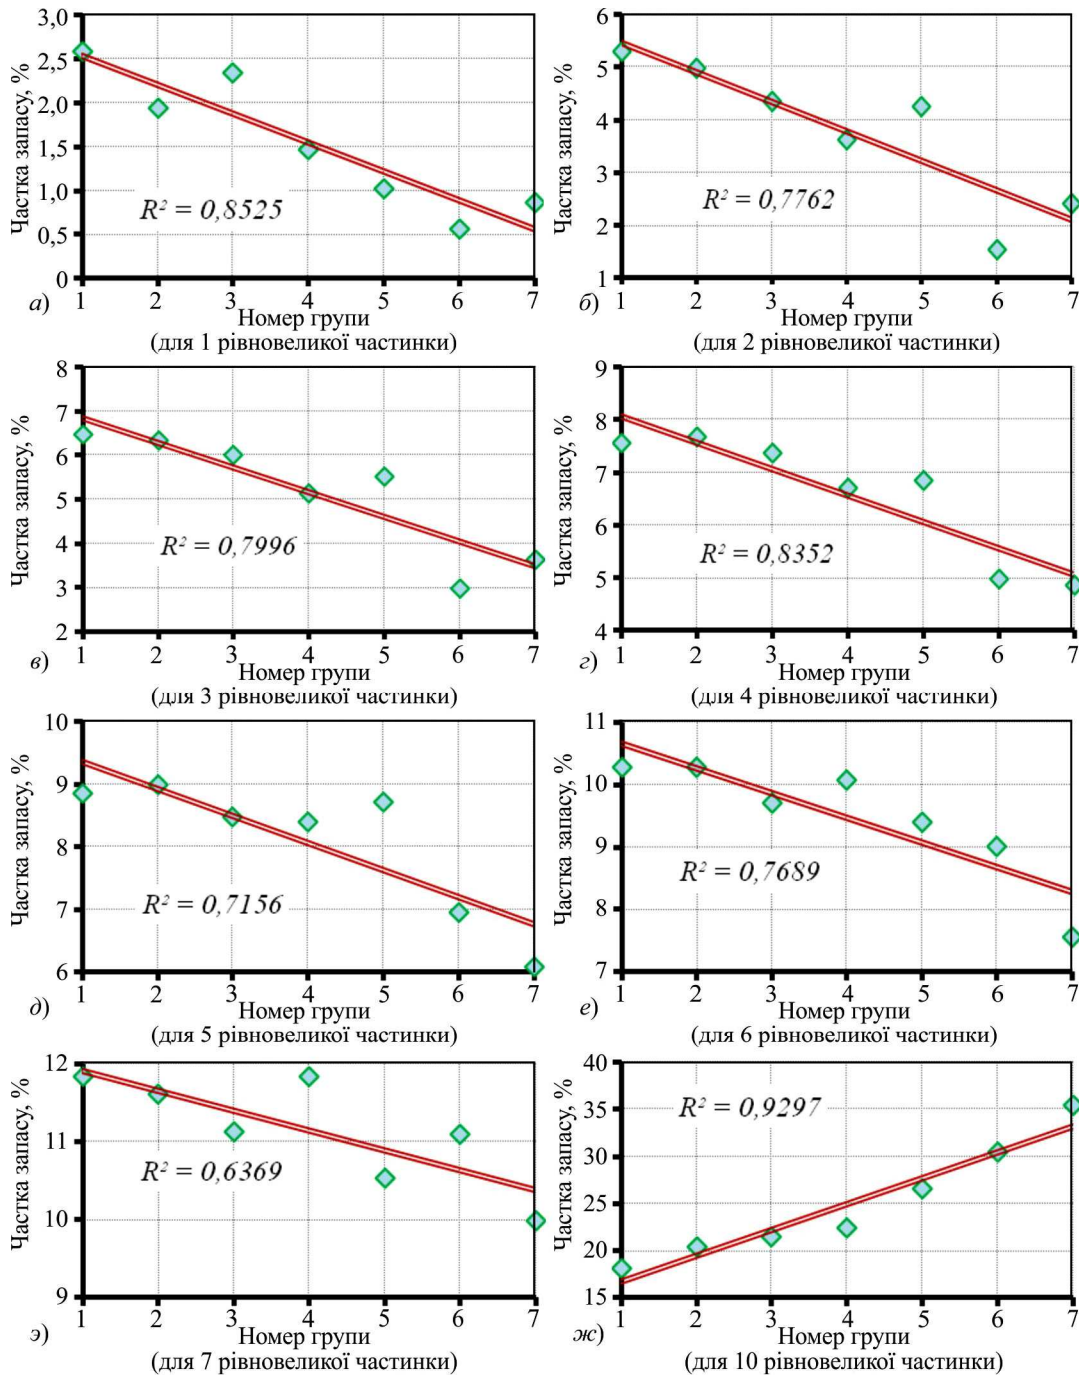 Частка запасу, %
3,0
2,5
2,0
1,5
1,0
0,5
0
R² = 0,8525
1 2 3 4 5 6 7
а)
Номер групи
(для 1 рівновеликої частинки)
Частка запасу, %
6
5
4
3
2
1
R² = 0,7762
1 2 3 4 5 6 7
б)
Номер групи
(для 2 рівновеликої частинки)
Частка запасу, %
8
7
6
5
4
3
2
R² = 0,7996
1 2 3 4 5 6 7
в)
Номер групи
(для 3 рівновеликої частинки)
Частка запасу, %
9
8
7
6
5
4
R² = 0,8352
1 2 3 4 5 6 7
г)
Номер групи
(для 4 рівновеликої частинки)
Частка запасу, %
10
9
8
7
6
R² = 0,7156
1 2 3 4 5 6 7
д)
Номер групи
(для 5 рівновеликої частинки)
Частка запасу, %
11
10
9
8
7
R² = 0,7689
1 2 3 4 5 6 7
е)
Номер групи
(для 6 рівновеликої частинки)
Частка запасу, %
12
11
10
9
R² = 0,6369
1 2 3 4 5 6 7
э)
Номер групи
(для 7 рівновеликої частинки)
Частка запасу, %
40
35
30
25
20
15
R² = 0,9297
1 2 3 4 5 6 7
ж)
Номер групи
(для 10 рівновеликої частинки)